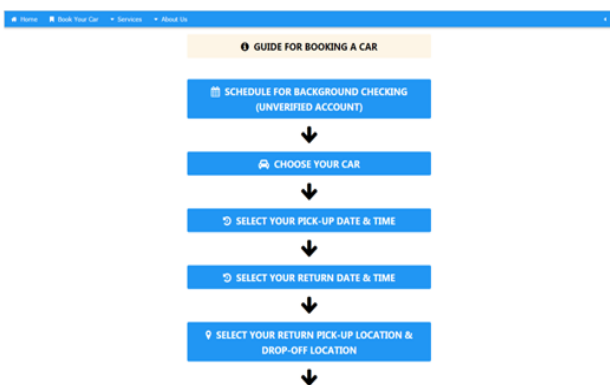 Home Book Your Car Services About Us
GUIDE FOR BOOKING A CAR
SCHEDULE FOR BACKGROUND CHECKING
(UNVERIFIED ACCOUNT)
CHOOSE YOUR CAR
SELECT YOUR PICK-UP DATE & TIME
SELECT YOUR RETURN DATE & TIME
SELECT YOUR RETURN PICK-UP LOCATION &
DROP-OFF LOCATION